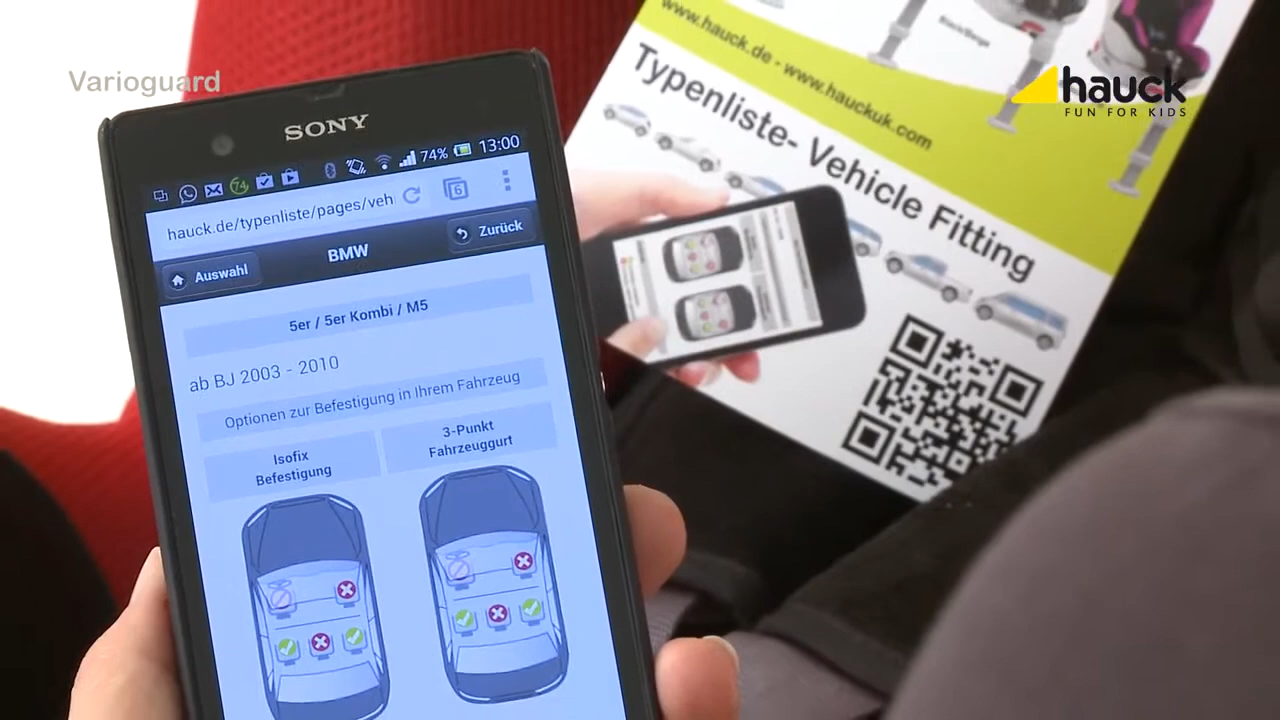 Varioguard
hauck
FUN FOR KIDS
SONY
74
74%
13:00
hauck.de/typenliste/pages/veh
6
Auswahl
BMW
Zurück
5er / 5er Kombi / M5
ab BJ 2003 - 2010
Optionen zur Befestigung in Ihrem Fahrzeug
Isofix
Befestigung
3-Punkt
Fahrzeuggurt
www.hauck.de - www.hauckuk.com
Typenliste- Vehicle Fitting